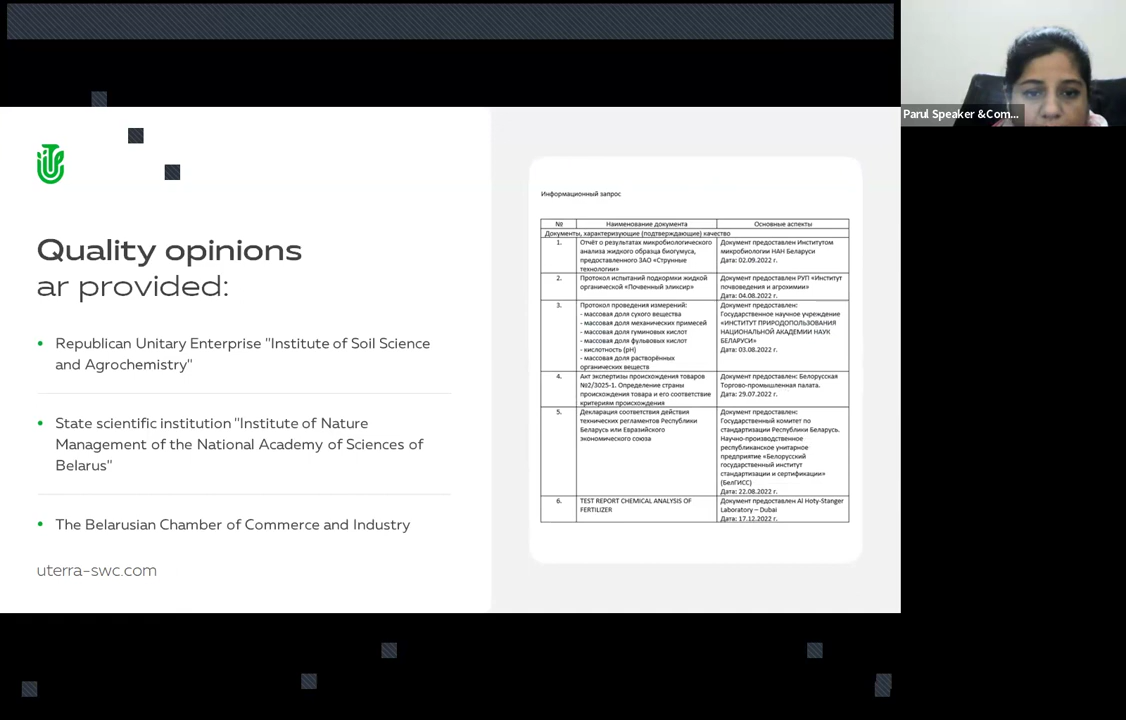 Parul Speaker &Com...
Quality opinions
ar provided:
Republican Unitary Enterprise "Institute of Soil Science
and Agrochemistry"
State scientific institution "Institute of Nature
Management of the National Academy of Sciences of
Belarus"
The Belarusian Chamber of Commerce and Industry
uterra-swc.com
Информационный запрос
№ Наименование документа Основные аспекты
Документы, характеризующие (подтверждающие) качество
1. Отчёт о результатах микробиологического Документ предоставлен Институтом
анализа жидкого образца биогумуса, микробиологии НАН Беларуси
предоставленного ЗАО «Струнные Дата: 02.09.2022 г.
технологии»
2. Протокол испытаний подкормки жидкой Документ предоставлен РУП «Институт
органической «Почвенный эликсир» почвоведения и агрохимии»
Дата: 04.08.2022 г.
3. Протокол проведения измерений: Документ предоставлен:
- массовая доля сухого вещества Государственное научное учреждение
- массовая доля механических примесей «ИНСТИТУТ ПРИРОДОПОЛЬЗОВАНИЯ
- массовая доля гуминовых кислот НАЦИОНАЛЬНОЙ АКАДЕМИИ НАУК
- массовая доля фульвовых кислот БЕЛАРУСИ»
- кислотность (pH) Дата: 03.08.2022 г.
- массовая доля растворённых
органических веществ
4. Акт экспертизы происхождения товаров Документ предоставлен: Белорусская
№2/3025-1. Определение страны Торгово-промышленная палата.
происхождения товара и его соответствие Дата: 29.07.2022 г.
критериям происхождения
5. Декларация соответствия действия Документ предоставлен:
технических регламентов Республики Государственный комитет по
Беларусь или Евразийского стандартизации Республики Беларусь.
экономического союза Научно-производственное
республиканское унитарное
предприятие «Белорусский
государственный институт
стандартизации и сертификации»
(БелГИСС)
Дата: 22.08.2022 г.
6. TEST REPORT CHEMICAL ANALYSIS OF Документ предоставлен Al Hoty-Stanger
FERTILIZER Laboratory – Dubai
Дата: 17.12.2022 г.